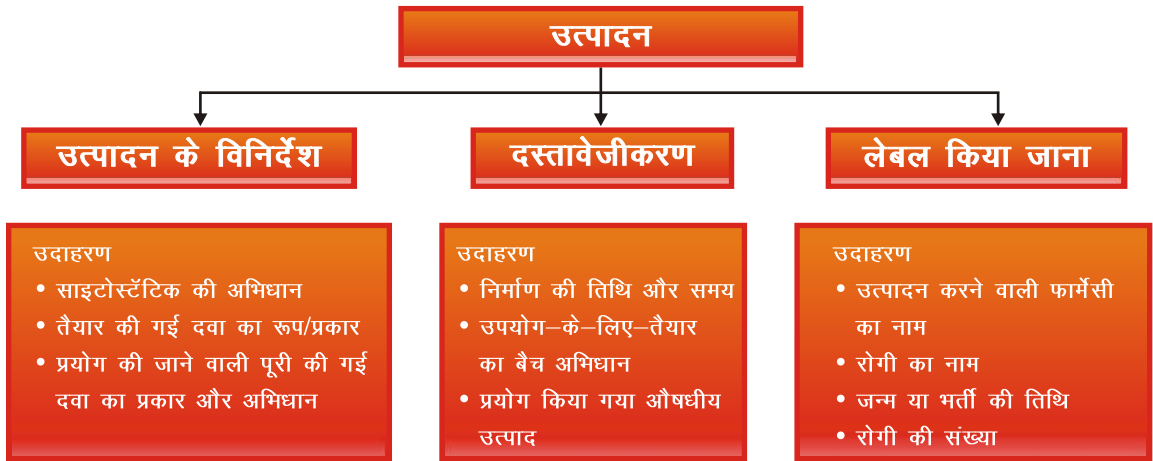 उत्पादन
उत्पादन के विनिर्देश
दस्तावेजीकरण
लेबल किया जाना
उदाहरण
• साइटोस्टॅटिक की अभिधान
• तैयार की गई दवा का रूप/प्रकार
• प्रयोग की जाने वाली पूरी की गई
दवा का प्रकार और अभिधान
उदाहरण
• निर्माण की तिथि और समय
• उपयोग–के–लिए–तैयार
का बैच अभिधान
• प्रयोग किया गया औषधीय
उत्पाद
उदाहरण
• उत्पादन करने वाली फार्मेसी
का नाम
• रोगी का नाम
• जन्म या भर्ती की तिथि
• रोगी की संख्या